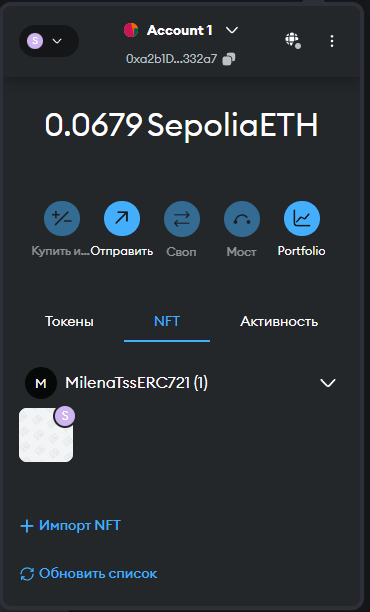 S
Account 1
0xa2b1D...332a7
0.0679 SepoliaETH
Купить и... Отправить Своп Мост Portfolio
Токены NFT Активность
M MilenaTssERC721 (1)
S
Импорт NFT
Обновить список